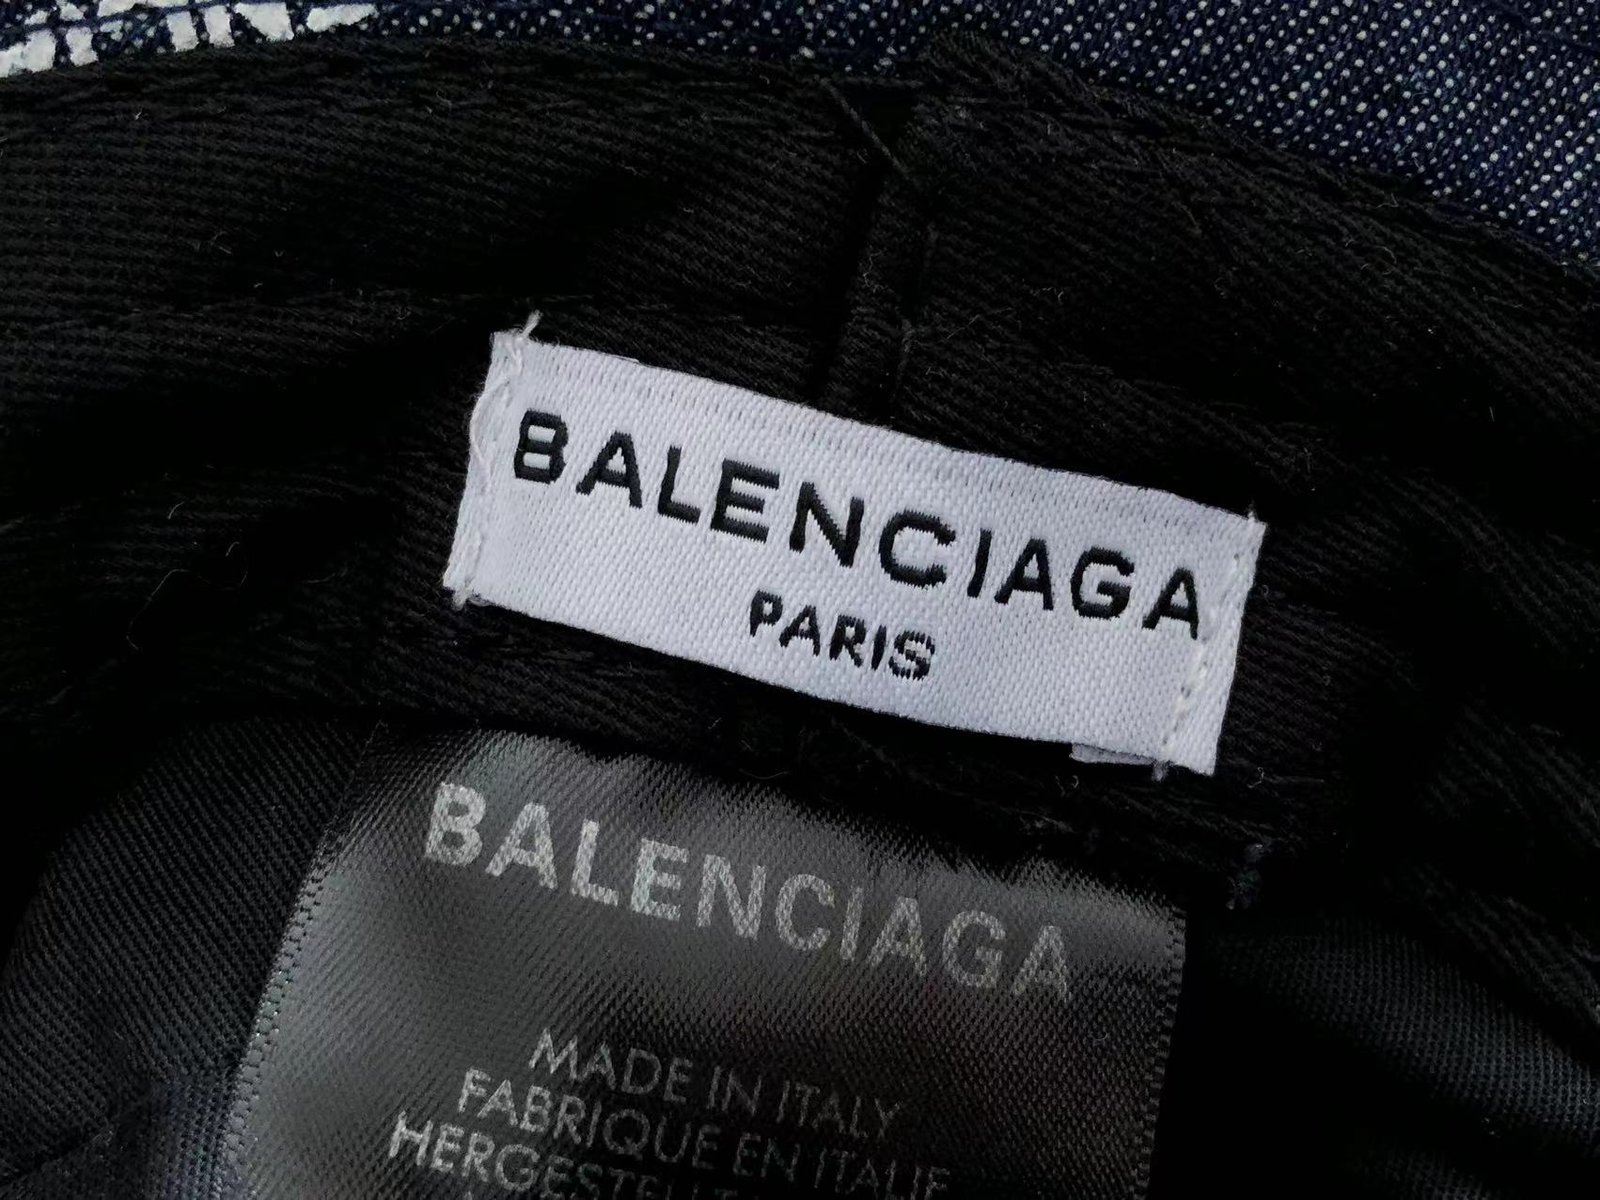 BALENCIAGA
PARIS
BALENCIAGA
MADE IN ITALY
FABRIQUE EN ITALIE